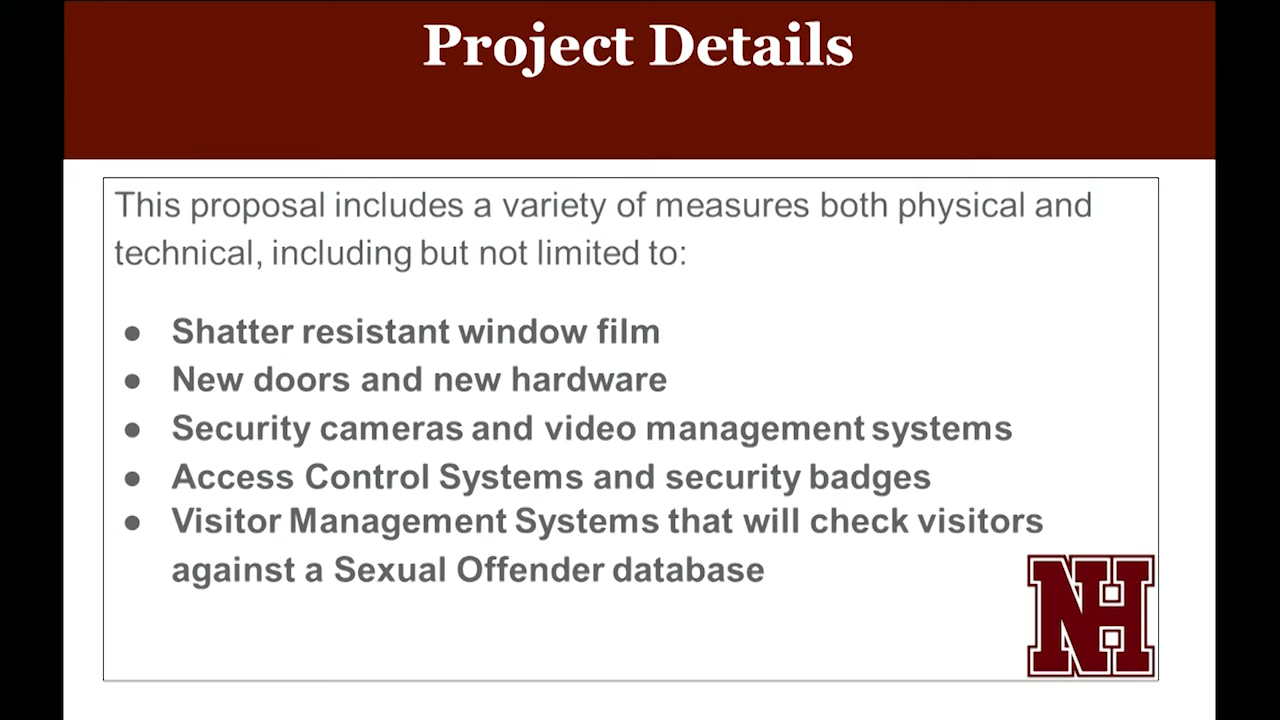 Project Details
This proposal includes a variety of measures both physical and
technical, including but not limited to:
● Shatter resistant window film
● New doors and new hardware
● Security cameras and video management systems
● Access Control Systems and security badges
● Visitor Management Systems that will check visitors
against a Sexual Offender database
NH